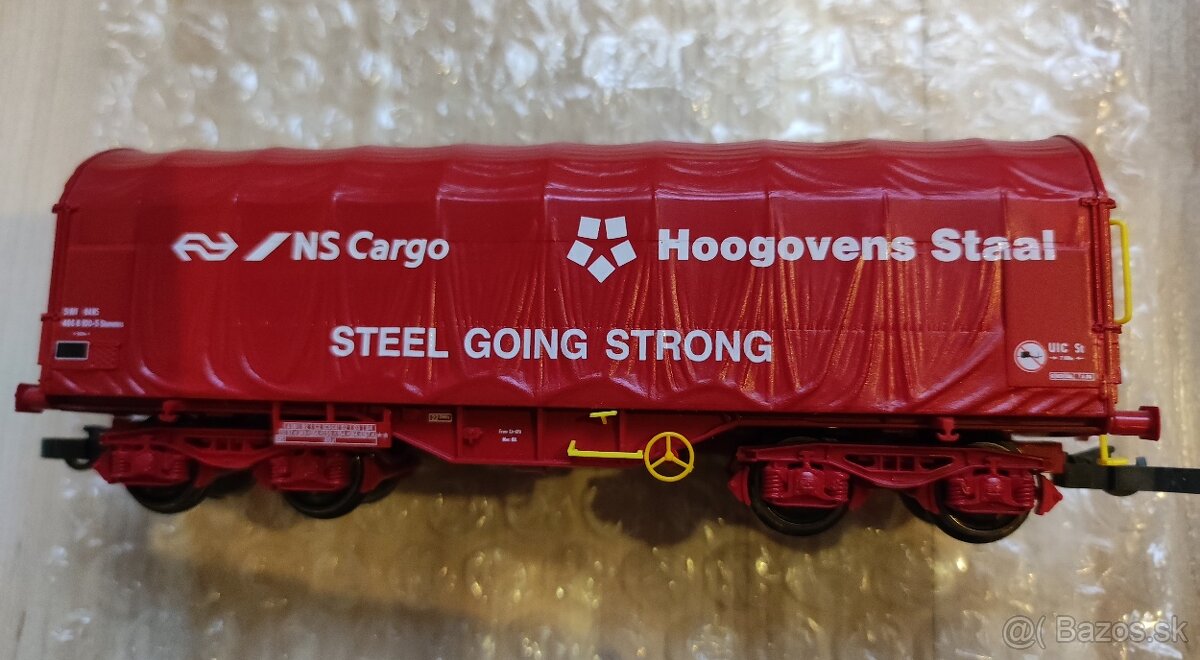 NS Cargo
Hoogovens Staal
STEEL GOING STRONG
UIC St
@( Bazos.sk